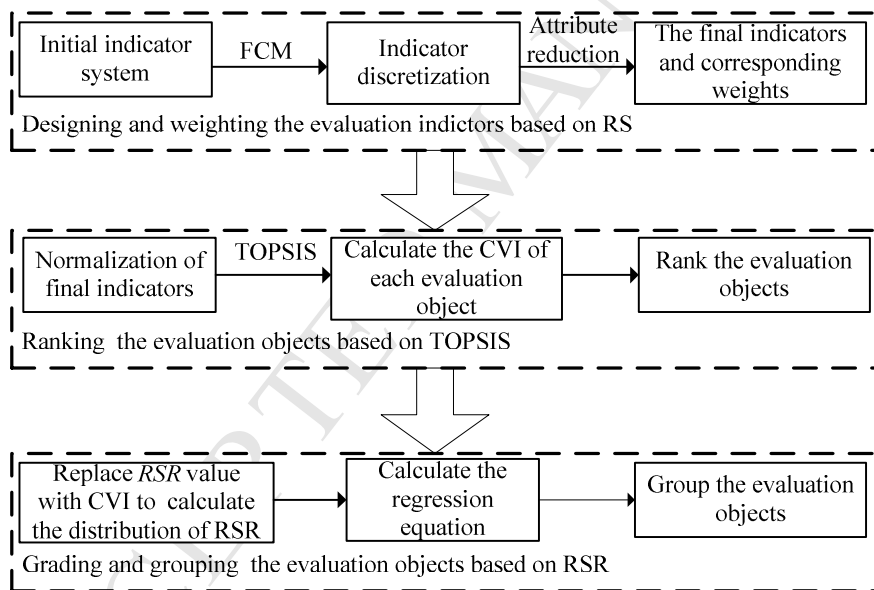 Initial indicator
system
FCM
Indicator
discretization
Attribute
reduction
The final indicators
and corresponding
weights
Designing and weighting the evaluation indictors based on RS
Normalization of
final indicators
TOPSIS
Calculate the CVI of
each evaluation
object
Rank the evaluation
objects
Ranking the evaluation objects based on TOPSIS
Replace RSR value
with CVI to calculate
the distribution of RSR
Calculate the
regression
equation
Group the evaluation
objects
Grading and grouping the evaluation objects based on RSR